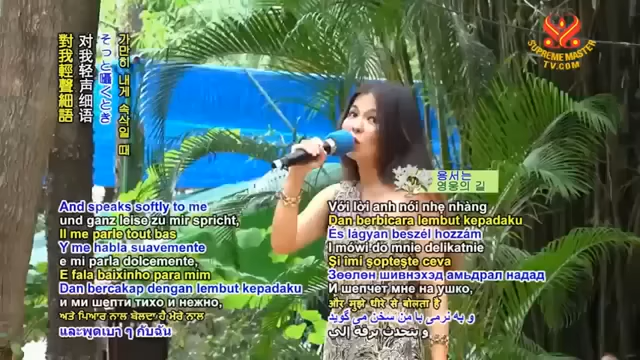 SUPREME MASTER
TV.COM
가만히 내게 속삭일 때
そっと囁くとき
对我轻声细语
對我輕聲細語
용서는
영웅의 길
And speaks softly to me
und ganz leise zu mir spricht,
Il me parle tout bas
Y me habla suavemente
e mi parla dolcemente,
E fala baixinho para mim
Dan bercakap dengan lembut kepadaku
и ми шепти тихо и нежно,
ਅਤੇ ਪਿਆਰ ਨਾਲ ਬੋਲਦਾ ਹੈ ਮੇਰੇ ਨਾਲ
และพูดเบา ๆ กับฉัน
Với lời anh nói nhẹ nhàng
Dan berbicara lembut kepadaku
És lágyan beszél hozzám
I mówi do mnie delikatnie
Și îmi șoptește ceva
Зөөлөн шивнэхэд амьдрал надад
И шепчет мне на ушко,
और मुझे धीरे से बोलता है
و به نرمی با من سخن می گوید
و يتحدث برقه إلي